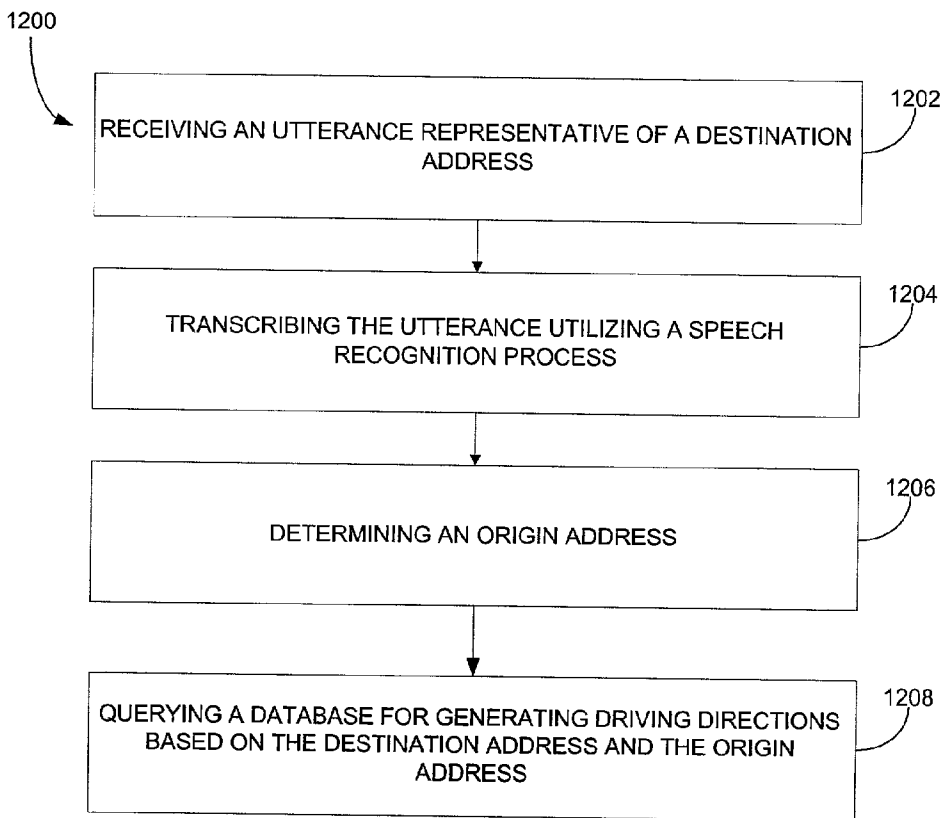 1200
1202
RECEIVING AN UTTERANCE REPRESENTATIVE OF A DESTINATION
ADDRESS
1204
TRANSCRIBING THE UTTERANCE UTILIZING A SPEECH
RECOGNITION PROCESS
1206
DETERMINING AN ORIGIN ADDRESS
1208
QUERYING A DATABASE FOR GENERATING DRIVING DIRECTIONS
BASED ON THE DESTINATION ADDRESS AND THE ORIGIN
ADDRESS